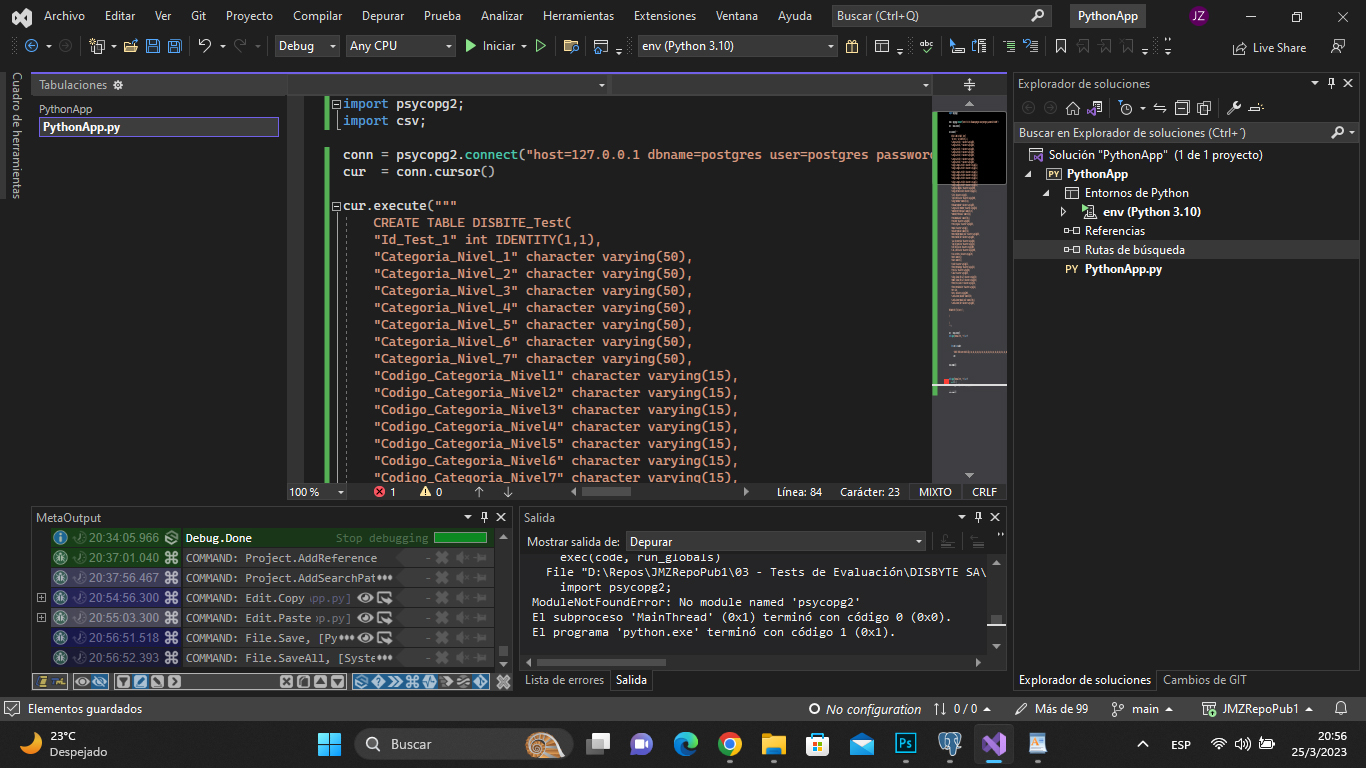 Archivo Editar Ver Git Proyecto Compilar Depurar Prueba Analizar Herramientas Extensiones Ventana Ayuda Buscar (Ctrl+Q) PythonApp JZ
Debug Any CPU Iniciar env (Python 3.10) Live Share
Cuadro de herramientas
Tabulaciones
PythonApp
PythonApp.py
import psycopg2;
import csv;
conn = psycopg2.connect("host=127.0.0.1 dbname=postgres user=postgres passwor
cur  = conn.cursor()
cur.execute("""
CREATE TABLE DISBITE_Test(
"Id_Test_1" int IDENTITY(1,1),
"Categoria_Nivel_1" character varying(50),
"Categoria_Nivel_2" character varying(50),
"Categoria_Nivel_3" character varying(50),
"Categoria_Nivel_4" character varying(50),
"Categoria_Nivel_5" character varying(50),
"Categoria_Nivel_6" character varying(50),
"Categoria_Nivel_7" character varying(50),
"Codigo_Categoria_Nivel1" character varying(15),
"Codigo_Categoria_Nivel2" character varying(15),
"Codigo_Categoria_Nivel3" character varying(15),
"Codigo_Categoria_Nivel4" character varying(15),
"Codigo_Categoria_Nivel5" character varying(15),
"Codigo_Categoria_Nivel6" character varying(15),
"Codigo_Categoria_Nivel7" character varying(15),
100 % 1 0 Línea: 84 Carácter: 23 MIXTO CRLF
Explorador de soluciones
Buscar en Explorador de soluciones (Ctrl+´)
Solución "PythonApp" (1 de 1 proyecto)
PY PythonApp
Entornos de Python
env (Python 3.10)
Referencias
Rutas de búsqueda
PY PythonApp.py
Explorador de soluciones Cambios de GIT
MetaOutput
20:34:05.966 Debug.Done Stop debugging
20:37:01.040 COMMAND: Project.AddReference
20:37:56.467 COMMAND: Project.AddSearchPat•••
20:54:56.300 COMMAND: Edit.Copy pp.py]
20:55:03.300 COMMAND: Edit.Paste p.py]
20:56:51.518 COMMAND: File.Save, [Py•••
20:56:52.393 COMMAND: File.SaveAll, [Syste•••
Salida
Mostrar salida de: Depurar
exec(code, run_globals)
File "D:\Repos\JMZRepoPub1\03 - Tests de Evaluación\DISBYTE SA\
import psycopg2;
ModuleNotFoundError: No module named 'psycopg2'
El subproceso 'MainThread' (0x1) terminó con código 0 (0x0).
El programa 'python.exe' terminó con código 1 (0x1).
Lista de errores Salida
Elementos guardados No configuration 0 / 0 Más de 99 main JMZRepoPub1
23°C
Despejado
Buscar
Ps
ESP
20:56
25/3/2023